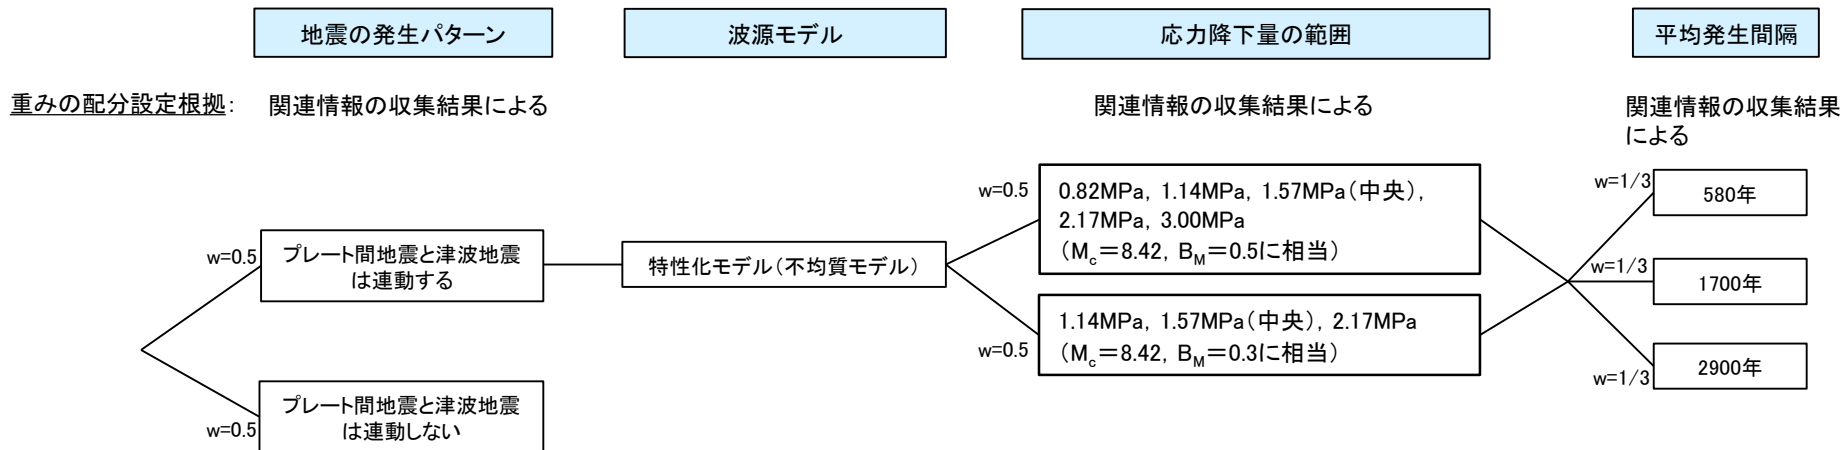 地震の発生パターン
波源モデル
応力降下量の範囲
平均発生間隔
重みの配分設定根拠:
関連情報の収集結果による
関連情報の収集結果による
関連情報の収集結果
による
w=0.5
プレート間地震と津波地震
は連動する
特性化モデル(不均質モデル)
w=0.5
0.82MPa, 1.14MPa, 1.57MPa(中央),
2.17MPa, 3.00MPa
(Mc=8.42, BM=0.5に相当)
w=0.5
1.14MPa, 1.57MPa(中央), 2.17MPa
(Mc=8.42, BM=0.3に相当)
w=1/3
580年
w=1/3
1700年
w=1/3
2900年
w=0.5
プレート間地震と津波地震
は連動しない